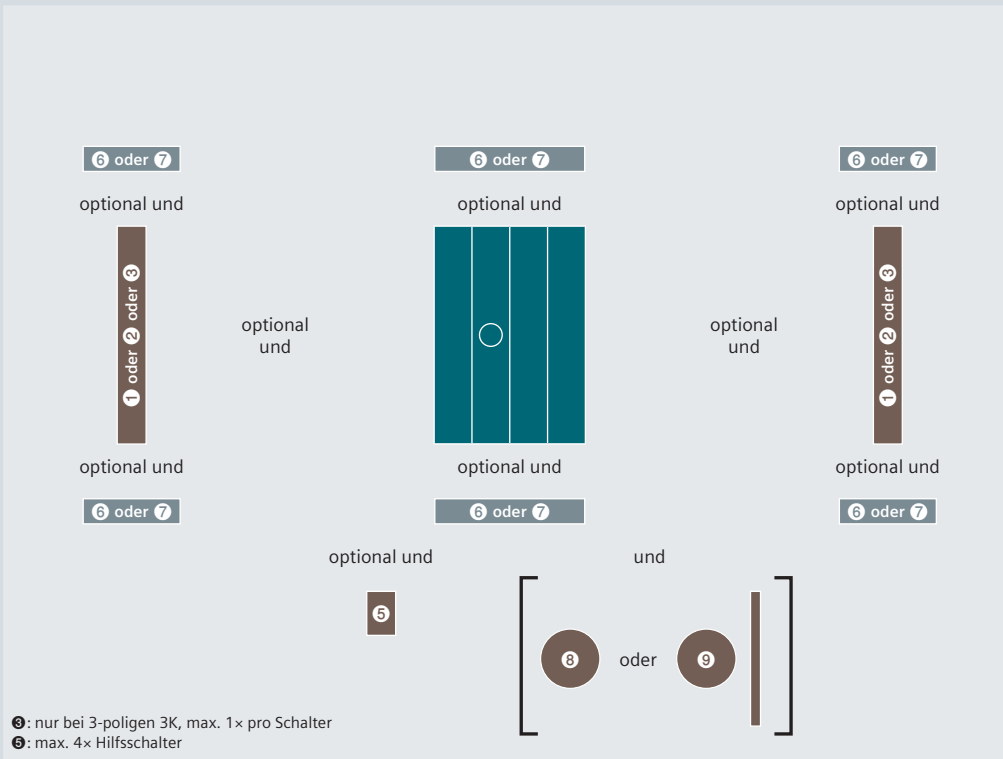 ❻ oder ❼
❻ oder ❼
❻ oder ❼
optional und
optional und
optional und
❶ oder ❷ oder ❸
optional
und
optional
und
❶ oder ❷ oder ❸
optional und
optional und
optional und
❻ oder ❼
❻ oder ❼
❻ oder ❼
optional und
und
❺
❽
oder
❾
❸: nur bei 3-poligen 3K, max. 1× pro Schalter
❺: max. 4× Hilfsschalter